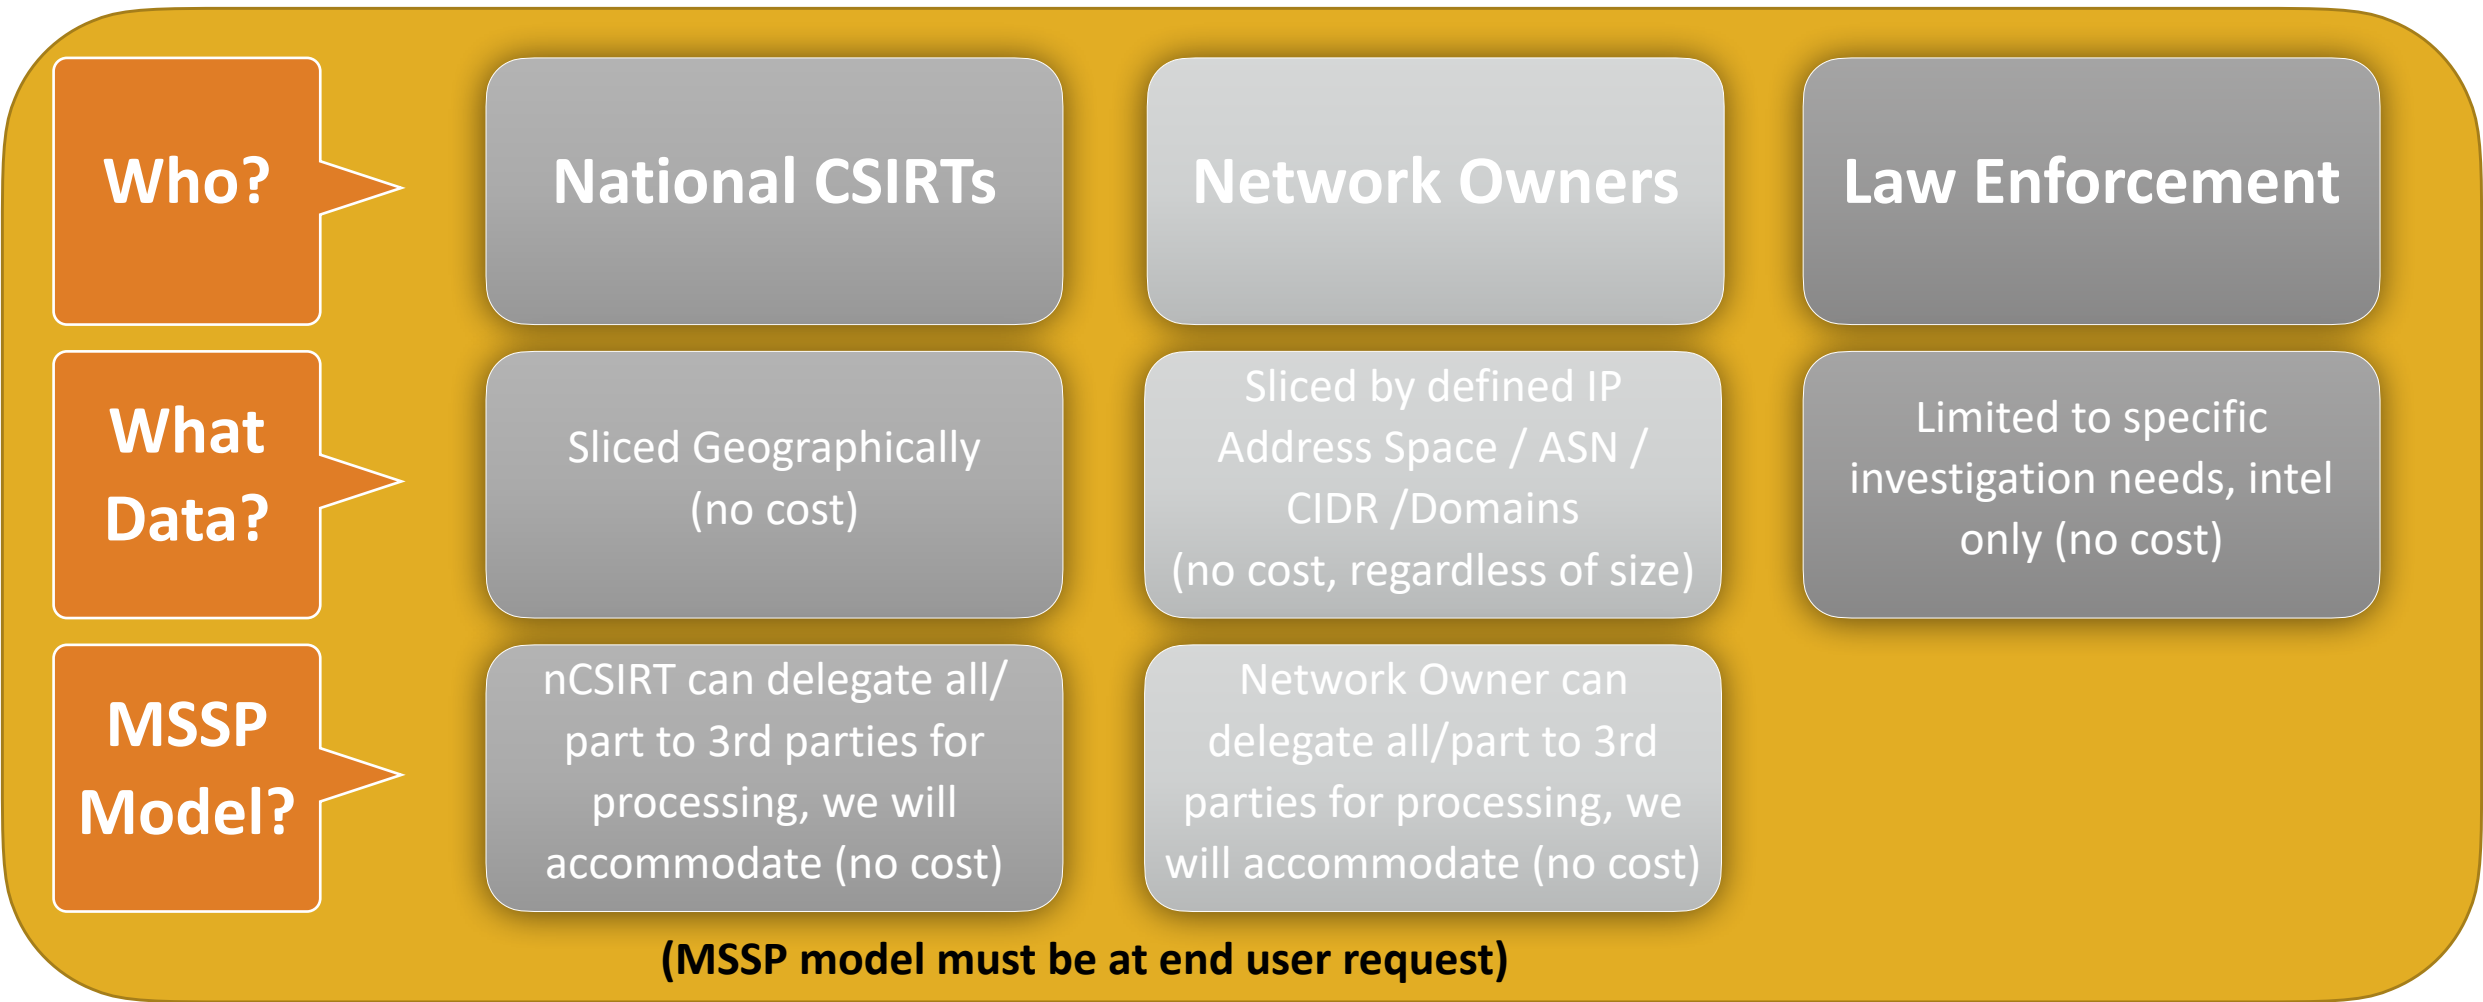 Who?
National CSIRTs
Network Owners
Law Enforcement
What
Data?
Sliced Geographically
(no cost)
Sliced by defined IP
Address Space / ASN /
CIDR /Domains
(no cost, regardless of size)
Limited to specific
investigation needs, intel
only (no cost)
MSSP
Model?
nCSIRT can delegate all/
part to 3rd parties for
processing, we will
accommodate (no cost)
Network Owner can
delegate all/part to 3rd
parties for processing, we
will accommodate (no cost)
(MSSP model must be at end user request)